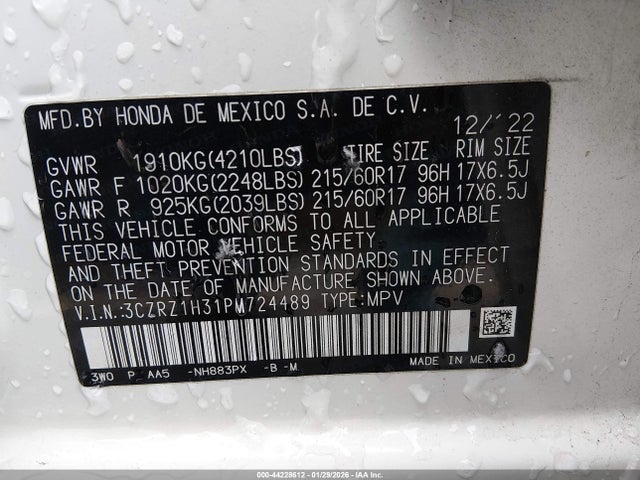 MFD.BY HONDA DE MEXICO S.A. DE C.V.
12/'22
GVWR 1910KG(4210LBS) TIRE SIZE RIM SIZE
GAWR F 1020KG(2248LBS) 215/60R17 96H 17X6.5J
GAWR R 925KG(2039LBS) 215/60R17 96H 17X6.5J
THIS VEHICLE CONFORMS TO ALL APPLICABLE
FEDERAL MOTOR VEHICLE SAFETY
AND THEFT PREVENTION STANDARDS IN EFFECT
ON THE DATE OF MANUFACTURE SHOWN ABOVE.
V.I.N.:3CZRZ1H31PM724489 TYPE:MPV
MADE IN MEXICO
3W0 P AA5 -NH883PX -B -M
000-44228612 - 01/29/2026 - IAA Inc.